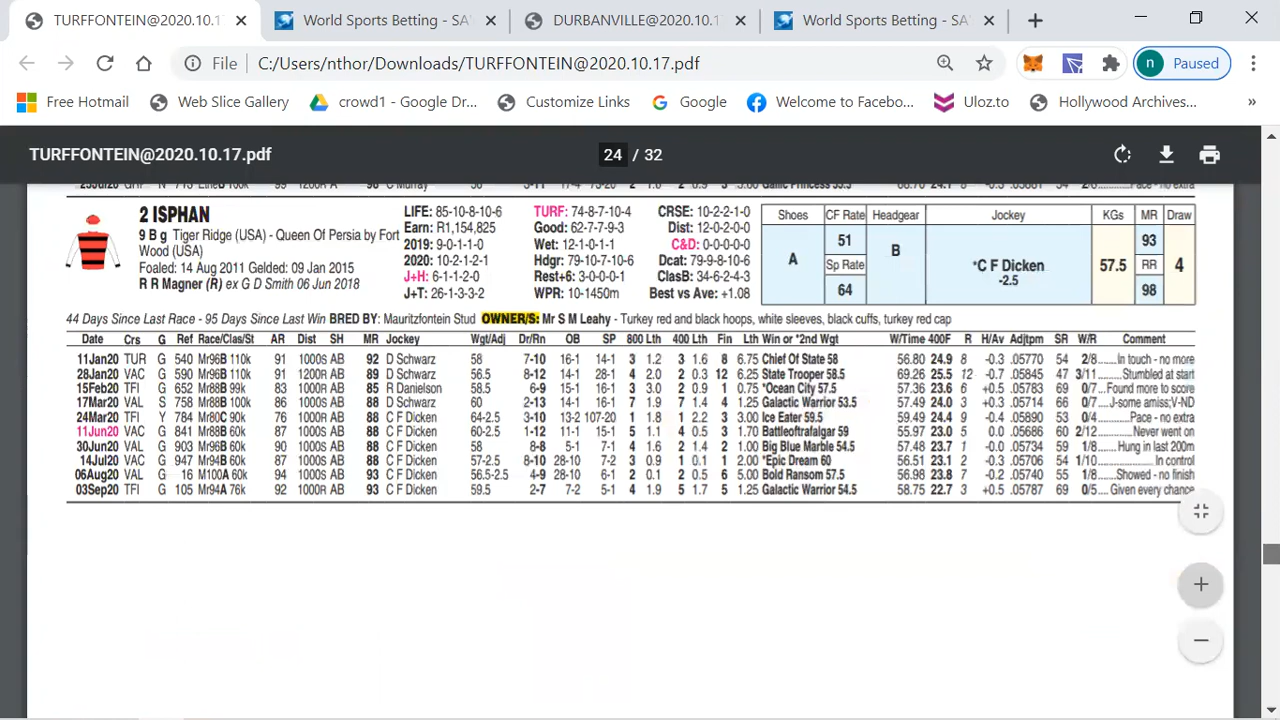 TURFFONTEIN@2020.10.17 World Sports Betting - SA DURBANVILLE@2020.10.17 World Sports Betting - SA
File C:/Users/nthor/Downloads/TURFFONTEIN@2020.10.17.pdf n Paused
Free Hotmail Web Slice Gallery crowd1 - Google Dr... Customize Links Google Welcome to Facebo... Uloz.to Hollywood Archives... »
TURFFONTEIN@2020.10.17.pdf 24 / 32
2 ISPHAN
9 B g Tiger Ridge (USA) - Queen Of Persia by Fort
Wood (USA)
Foaled: 14 Aug 2011 Gelded: 09 Jan 2015
R R Magner (R) ex G D Smith 06 Jun 2018
LIFE: 85-10-8-10-6 TURF: 74-8-7-10-4 CRSE: 10-2-2-1-0
Earn: R1,154,825 Good: 62-7-7-9-3 Dist: 12-0-2-0-0
2019: 9-0-1-1-0 Wet: 12-1-0-1-1 C&D: 0-0-0-0-0
2020: 10-2-1-2-1 Hdgr: 79-10-7-10-6 Dcat: 79-9-8-10-6
J+H: 6-1-1-2-0 Rest+6: 3-0-0-0-1 ClasB: 34-6-2-4-3
J+T: 26-1-3-3-2 WPR: 10-1450m Best vs Ave: +1.08
Shoes CF Rate Headgear Jockey KGs MR Draw
A 51 B *C F Dicken 57.5 93 4
Sp Rate -2.5 RR
64 98
44 Days Since Last Race - 95 Days Since Last Win BRED BY: Mauritzfontein Stud OWNER/S: Mr S M Leahy - Turkey red and black hoops, white sleeves, black cuffs, turkey red cap
Date Crs G Ref Race/Clas/St AR Dist SH MR Jockey Wgt/Adj Dr/Rn OB SP 800 Lth 400 Lth Fin Lth Win or *2nd Wgt W/Time 400F R H/Av Adjtpm SR W/R Comment
11Jan20 TUR G 540 Mr96B 110k 91 1000S AB 92 D Schwarz 58 7-10 16-1 14-1 3 1.2 3 1.6 8 6.75 Chief Of State 58 56.80 24.9 8 -0.3 .05770 54 2/8 ......In touch - no more
28Jan20 VAC G 590 Mr96B 110k 91 1000S AB 89 D Schwarz 56.5 8-12 14-1 28-1 4 2.0 2 0.3 12 6.25 State Trooper 58.5 69.26 25.5 12 -0.7 .05845 47 3/11 ......Stumbled at start
15Feb20 TFI G 652 Mr88B 99k 83 1000S AB 85 R Danielson 58.5 6-9 15-1 16-1 3 3.0 2 0.9 1 0.75 *Ocean City 57.5 57.36 23.6 6 +0.5 .05783 69 0/7 ..Found more to score
17Mar20 VAL S 758 Mr88B 86k 88 1000S AB 88 D Schwarz 60 2-13 14-1 16-1 7 1.9 7 1.4 4 1.25 Galactic Warrior 53.5 57.49 24.0 3 +0.3 .05714 66 0/7 ..J-some amiss;V-ND
24Mar20 TFI Y 784 Mr80C 90k 76 1000S AB 88 C F Dicken 64-2.5 3-10 13-2 107-20 1 1.8 1 2.2 3 3.00 Ice Eater 59.5 59.49 24.4 9 -0.4 .05890 53 0/4 ........Pace - no extra
11Jun20 VAC G 841 Mr88B 60k 87 1000S AB 88 C F Dicken 60-2.5 1-12 11-1 15-1 5 1.1 4 0.5 3 1.70 Battleoftrafalgar 59 55.97 23.0 5 0.0 .05686 60 2/12 ..........Never went on
30Jun20 VAL G 903 Mr96B 60k 90 1000S AB 88 C F Dicken 58 8-8 5-1 7-1 4 1.6 2 1.4 2 1.00 Big Blue Marble 54.5 57.48 23.7 1 -0.0 .05734 59 1/8 ....Hung in last 200m
14Jul20 VAC G 947 Mr96B 60k 87 1000S AB 88 C F Dicken 57-2.5 8-10 28-10 7-2 3 0.9 1 0.1 1 2.00 *Epic Dream 60 56.51 23.1 2 -0.3 .05706 54 1/10 .................In control
06Aug20 VAL G 16 M100A 60k 94 1000S AB 93 C F Dicken 56.5-2.5 4-9 28-10 6-1 2 0.1 2 0.5 6 5.00 Bold Ransom 57.5 56.98 23.8 7 -0.2 .05740 55 1/8 .....Showed - no finish
03Sep20 TFI G 105 Mr94A 76k 92 1000R AB 93 C F Dicken 59.5 2-7 7-2 5-1 4 1.9 5 1.7 5 1.25 Galactic Warrior 54.5 58.75 22.7 3 +0.5 .05787 69 0/5 .... Given every chance